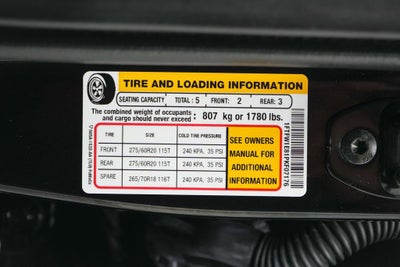 TIRE AND LOADING INFORMATION
SEATING CAPACITY TOTAL : 5 FRONT: 2 REAR: 3
The combined weight of occupants and cargo should never exceed : 807 kg or 1780 lbs.
TIRE SIZE COLD TIRE PRESSURE
FRONT 275/60R20 115T 240 KPA, 35 PSI
REAR 275/60R20 115T 240 KPA, 35 PSI
SPARE 265/70R18 116T 240 KPA, 35 PSI
SEE OWNERS
MANUAL FOR
ADDITIONAL
INFORMATION